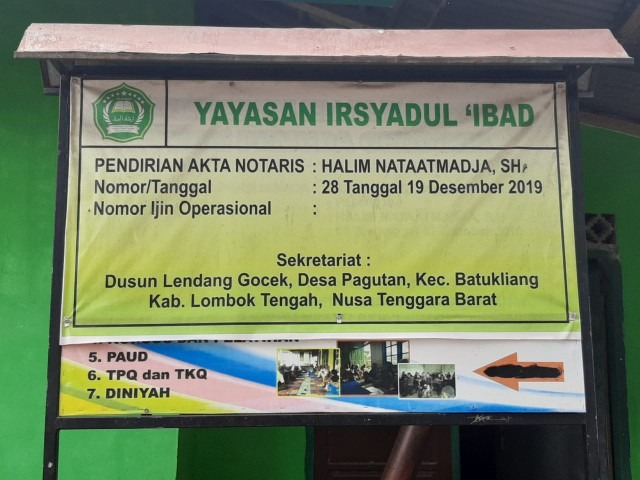 YAYASAN IRSYADUL 'IBAD
PENDIRIAN AKTA NOTARIS : HALIM NATAATMADJA, SH
Nomor/Tanggal : 28 Tanggal 19 Desember 2019
Nomor Ijin Operasional :
Sekretariat :
Dusun Lendang Gocek, Desa Pagutan, Kec. Batukliang
Kab. Lombok Tengah, Nusa Tenggara Barat
5. PAUD
6. TPQ dan TKQ
7. DINIYAH